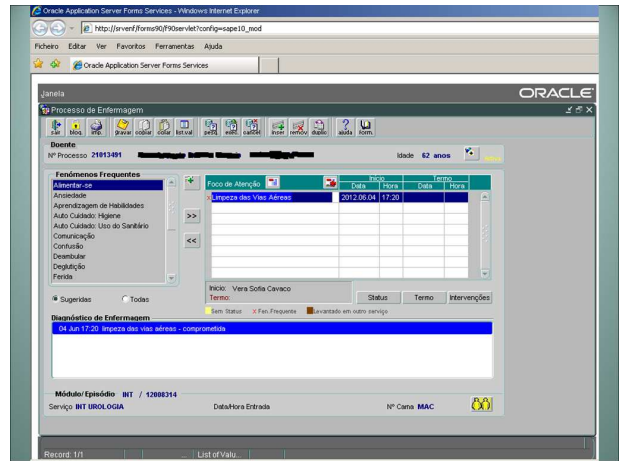 Oracle Application Server Forms Services - Windows Internet Explorer
http://srvenf/forms90/f90servlet?config=sape10_mod
Ficheiro Editar Ver Favoritos Ferramentas Ajuda
Oracle Application Server Forms Services
Janela ORACLE
Processo de Enfermagem
sair bloq. imp. gravar copiar colar list.val pesq. exec. cancel inser remov. duplic ajuda form.
Doente
Nº Processo 21013491 Idade 62 anos
Fenómenos Frequentes
Alimentar-se
Ansiedade
Aprendizagem de Habilidades
Auto Cuidado: Higiene
Auto Cuidado: Uso do Sanitário
Comunicação
Confusão
Deambular
Deglutição
Ferida
Sugeridas Todas
>>
<<
Início Termo
Foco de Atenção Data Hora Data Hora
x Limpeza das Vias Aéreas 2012.06.04 17:20
Início: Vera Sofia Cavaco
Termo:
Status Termo Intervenções
Sem Status X Fen.Frequente Levantado em outro serviço
Diagnóstico de Enfermagem
04 Jun 17:20 limpeza das vias aéreas - comprometida
Módulo/Episódio INT / 12008314
Serviço INT UROLOGIA Data/Hora Entrada Nº Cama MAC
Record: 1/1 ... List of Valu...